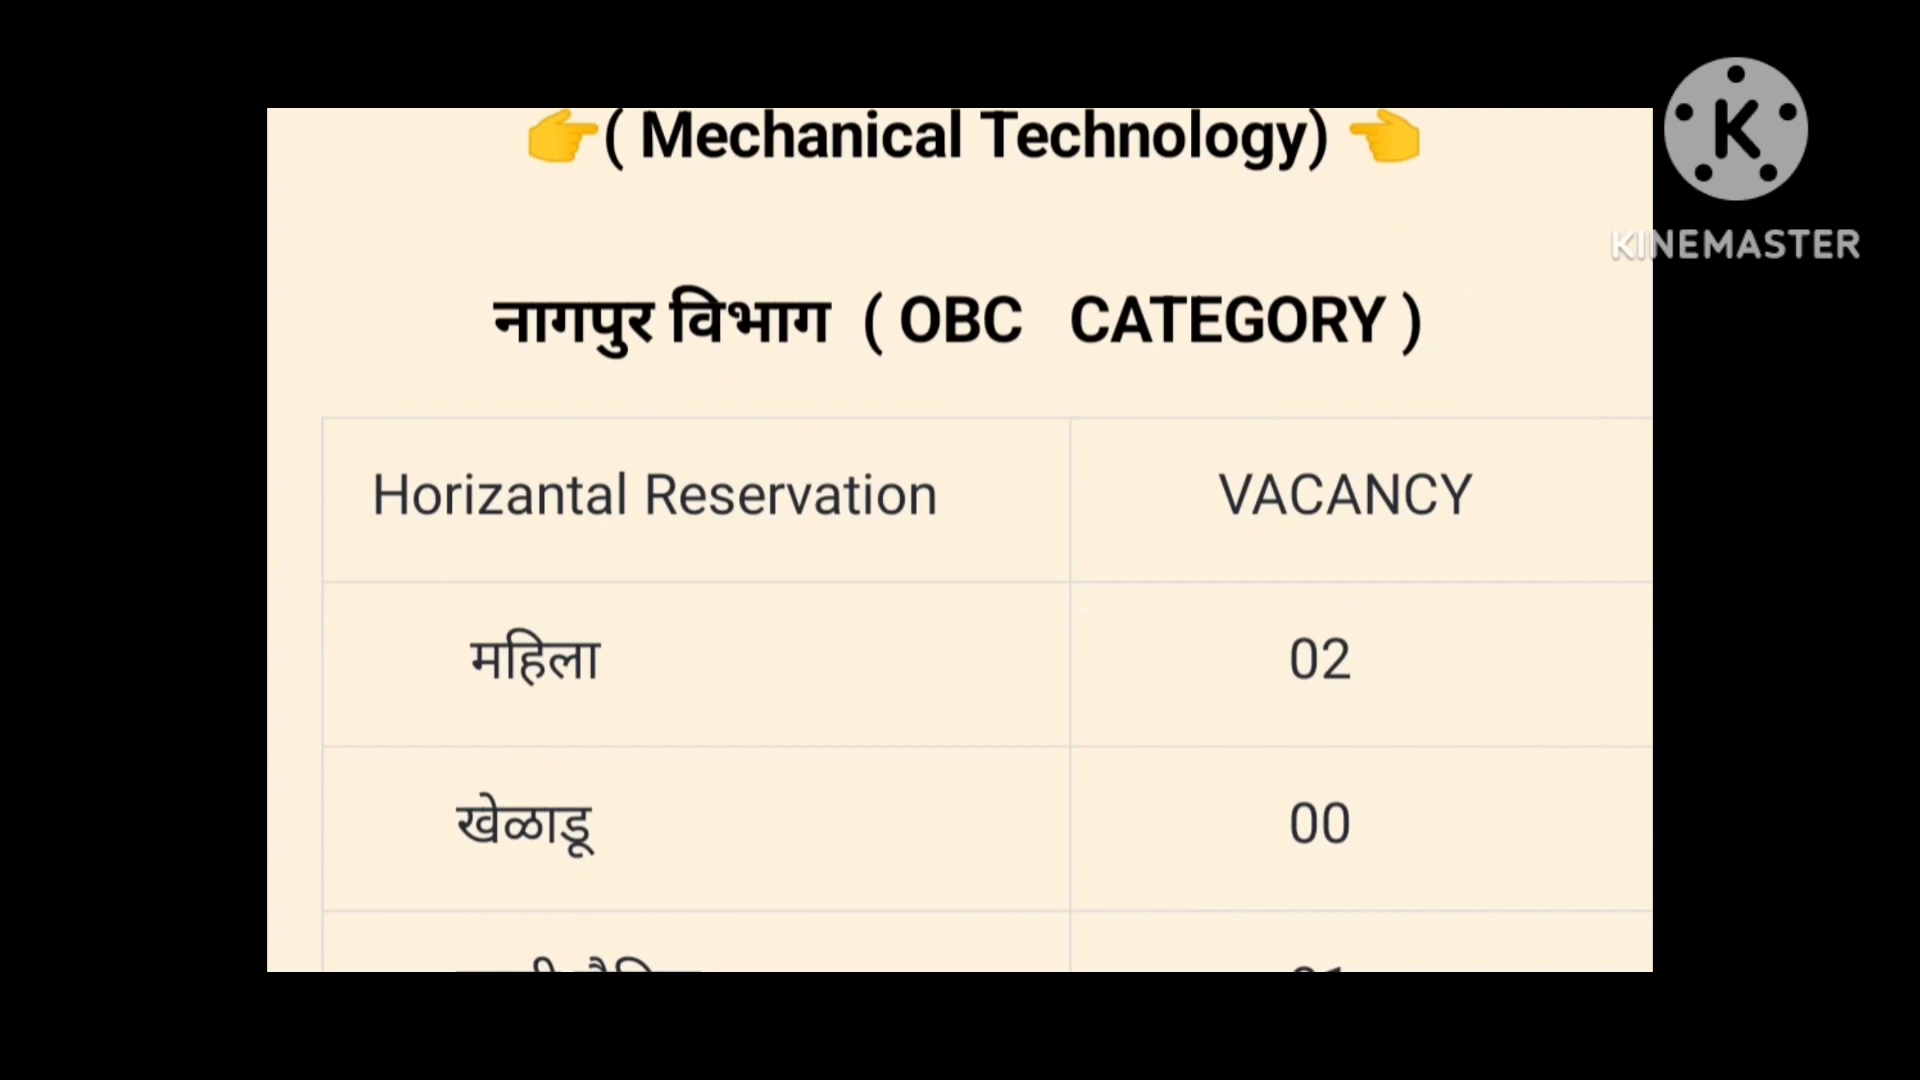 👉( Mechanical Technology) 👈
K
KINEMASTER
नागपुर विभाग ( OBC CATEGORY )
Horizantal Reservation VACANCY
महिला 02
खेळाडू 00